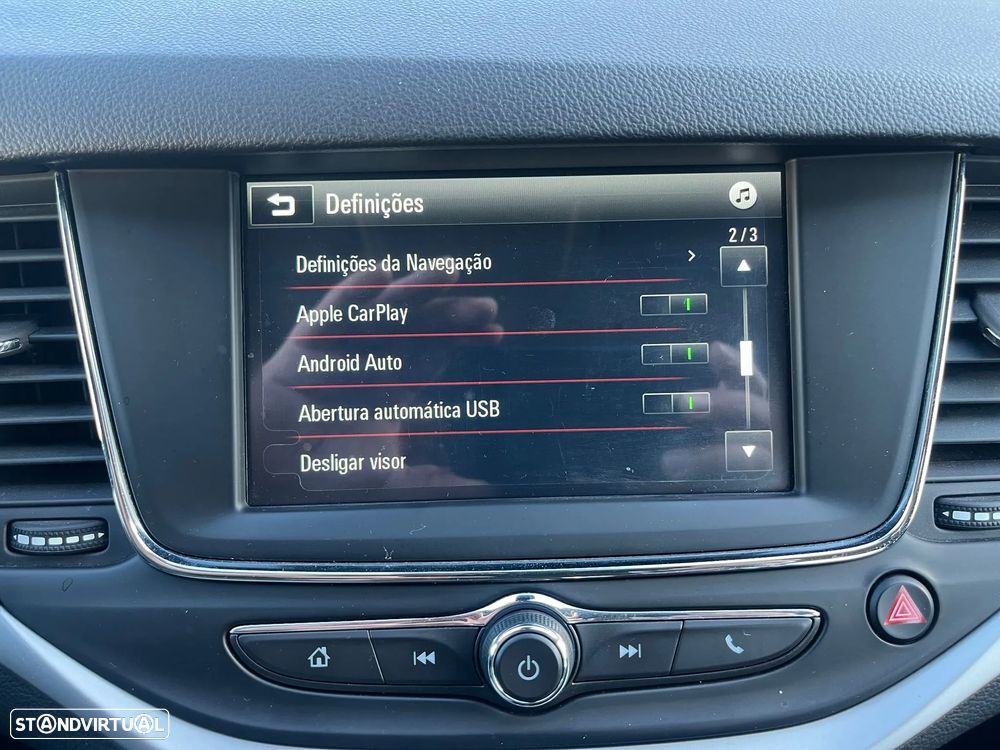 Definições
2/3
Definições da Navegação
Apple CarPlay
Android Auto
Abertura automática USB
Desligar visor
STANDVIRTUAL